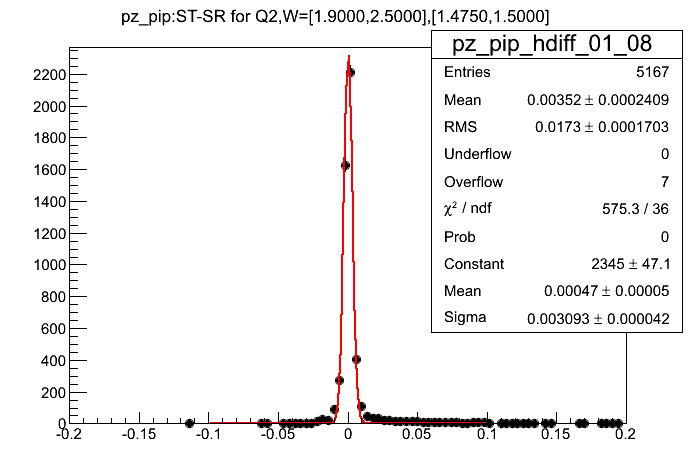 pz_pip:ST-SR for Q2,W=[1.9000,2.5000],[1.4750,1.5000]
pz_pip_hdiff_01_08
Entries 5167
Mean 0.00352 ± 0.0002409
RMS 0.0173 ± 0.0001703
Underflow 0
Overflow 7
χ² / ndf 575.3 / 36
Prob 0
Constant 2345 ± 47.1
Mean 0.00047 ± 0.00005
Sigma 0.003093 ± 0.000042
2200
2000
1800
1600
1400
1200
1000
800
600
400
200
0
-0.2 -0.15 -0.1 -0.05 0 0.05 0.1 0.15 0.2